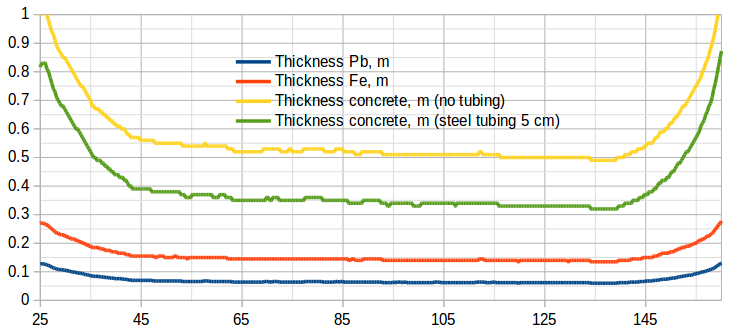 1
0.9
0.8
0.7
0.6
0.5
0.4
0.3
0.2
0.1
0
Thickness Pb, m
Thickness Fe, m
Thickness concrete, m (no tubing)
Thickness concrete, m (steel tubing 5 cm)
25 45 65 85 105 125 145